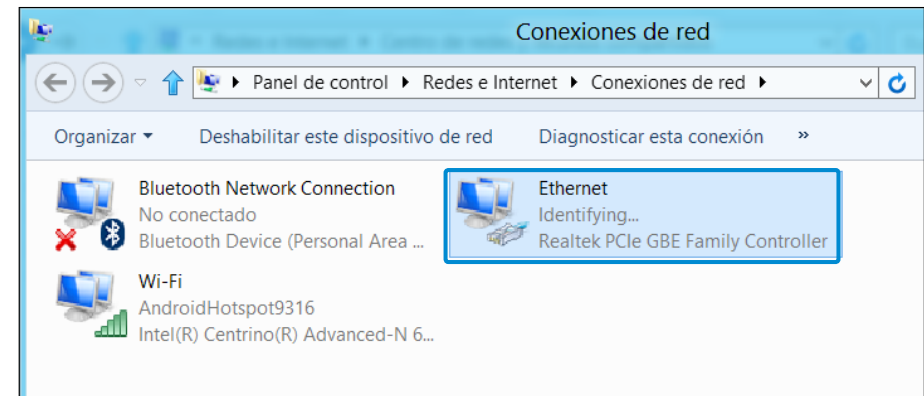 Conexiones de red
Panel de control Redes e Internet Conexiones de red
Organizar Deshabilitar este dispositivo de red Diagnosticar esta conexión »
Bluetooth Network Connection
No conectado
Bluetooth Device (Personal Area ...
Ethernet
Identifying...
Realtek PCIe GBE Family Controller
Wi-Fi
AndroidHotspot9316
Intel(R) Centrino(R) Advanced-N 6...